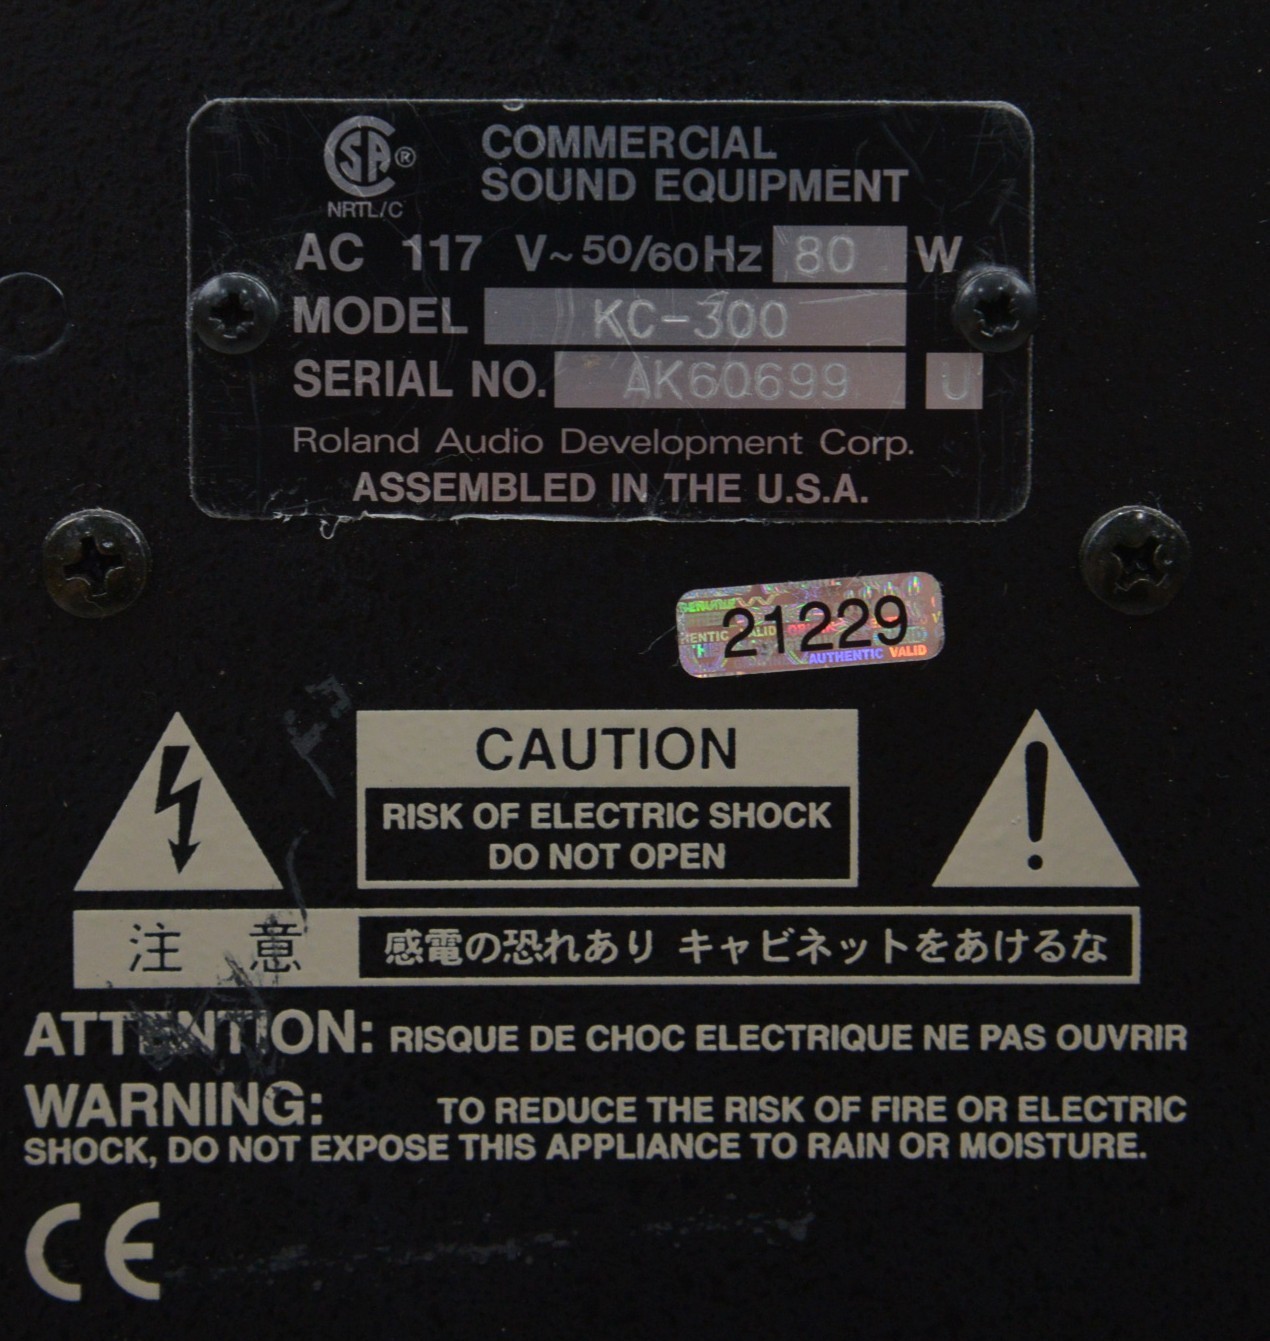 CSA®
NRTL/C
COMMERCIAL
SOUND EQUIPMENT
AC 117 V~50/60Hz 80 W
MODEL KC-300
SERIAL NO. AK60699 U
Roland Audio Development Corp.
ASSEMBLED IN THE U.S.A.
21229
AUTHENTIC VALID
CAUTION
RISK OF ELECTRIC SHOCK
DO NOT OPEN
注 意 感電の恐れあり キャビネットをあけるな
ATTENTION: RISQUE DE CHOC ELECTRIQUE NE PAS OUVRIR
WARNING: TO REDUCE THE RISK OF FIRE OR ELECTRIC
SHOCK, DO NOT EXPOSE THIS APPLIANCE TO RAIN OR MOISTURE.
CE